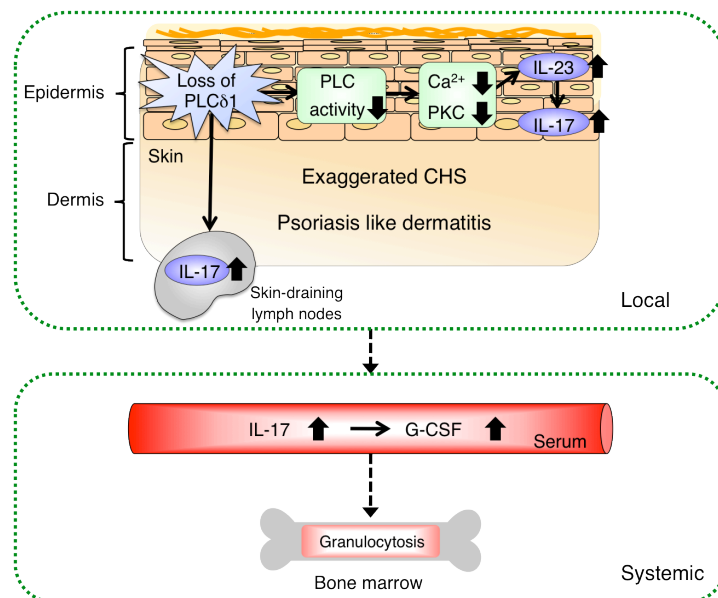 Epidermis
Loss of
PLCδ1
PLC
activity
Ca²⁺
PKC
IL-23
IL-17
Skin
Dermis
Exaggerated CHS
Psoriasis like dermatitis
IL-17
Skin-draining
lymph nodes
Local
IL-17
G-CSF
Serum
Granulocytosis
Bone marrow
Systemic